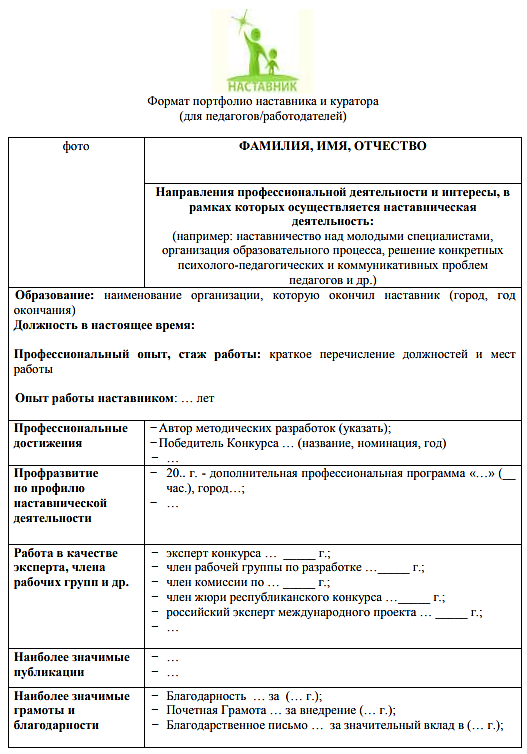 НАСТАВНИК
Формат портфолио наставника и куратора
(для педагогов/работодателей)
фото
ФАМИЛИЯ, ИМЯ, ОТЧЕСТВО
Направления профессиональной деятельности и интересы, в
рамках которых осуществляется наставническая
деятельность:
(например: наставничество над молодыми специалистами,
организация образовательного процесса, решение конкретных
психолого-педагогических и коммуникативных проблем
педагогов и др.)
Образование: наименование организации, которую окончил наставник (город, год
окончания)
Должность в настоящее время:
Профессиональный опыт, стаж работы: краткое перечисление должностей и мест
работы
Опыт работы наставником: … лет
Профессиональные
достижения
−Автор методических разработок (указать);
−Победитель Конкурса … (название, номинация, год)
− …
Профразвитие
по профилю
наставнической
деятельности
− 20.. г. - дополнительная профессиональная программа «…» (__
час.), город…;
− …
Работа в качестве
эксперта, члена
рабочих групп и др.
− эксперт конкурса … _____ г.;
− член рабочей группы по разработке …_____ г.;
− член комиссии по … _____ г.;
− член жюри республиканского конкурса …_____ г.;
− российский эксперт международного проекта … _____ г.;
− …
Наиболее значимые
публикации
− …
− …
Наиболее значимые
грамоты и
благодарности
− Благодарность … за (… г.);
− Почетная Грамота … за внедрение (… г.);
− Благодарственное письмо … за значительный вклад в (… г.);